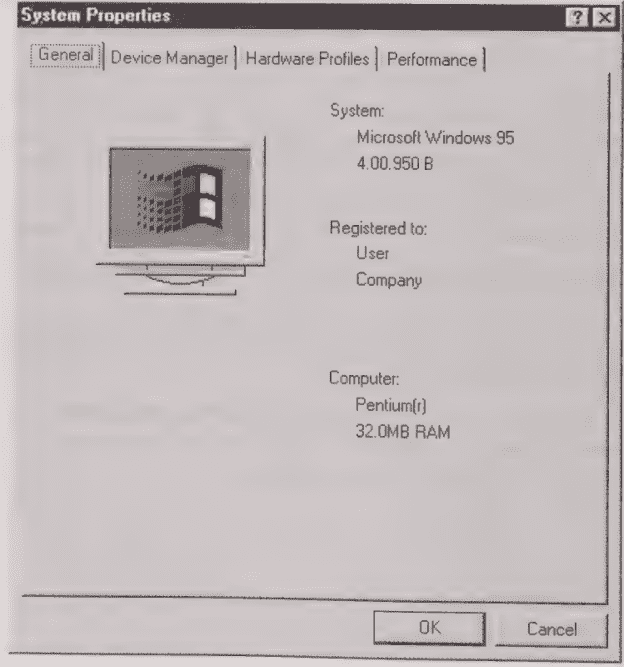 System Properties
General
Device Manager
Hardware Profiles
Performance
System:
Microsoft Windows 95
4.00.950 B
Registered to:
User
Company
Computer:
Pentium(r)
32.0MB RAM
OK
Cancel